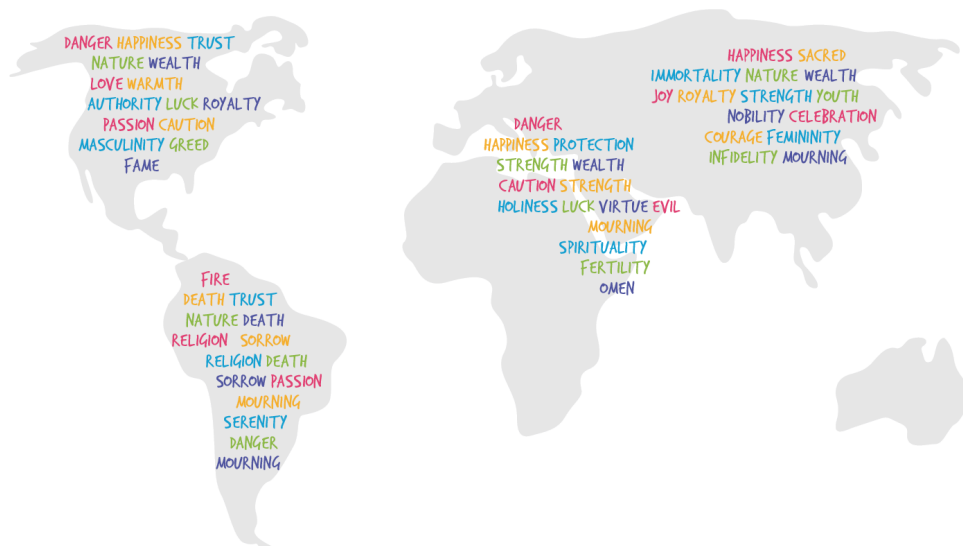 DANGER HAPPINESS TRUST
NATURE WEALTH
LOVE WARMTH
AUTHORITY LUCK ROYALTY
PASSION CAUTION
MASCULINITY GREED
FAME
FIRE
DEATH TRUST
NATURE DEATH
RELIGION SORROW
RELIGION DEATH
SORROW PASSION
MOURNING
SERENITY
DANGER
MOURNING
DANGER
HAPPINESS PROTECTION
STRENGTH WEALTH
CAUTION STRENGTH
HOLINESS LUCK VIRTUE EVIL
MOURNING
SPIRITUALITY
FERTILITY
OMEN
HAPPINESS SACRED
IMMORTALITY NATURE WEALTH
JOY ROYALTY STRENGTH YOUTH
NOBILITY CELEBRATION
COURAGE FEMININITY
INFIDELITY MOURNING